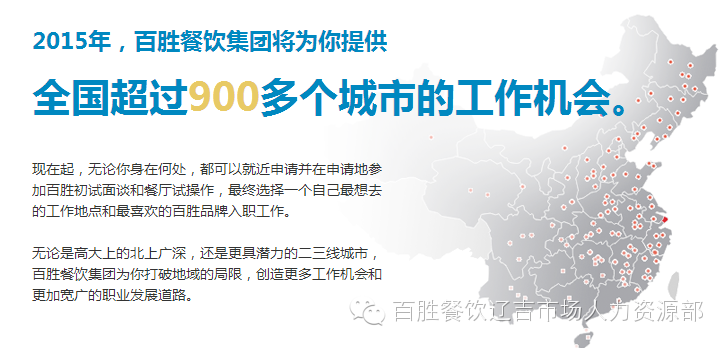 2015年，百胜餐饮集团将为你提供
全国超过900多个城市的工作机会。
现在起，无论你身在何处，都可以就近申请并在申请地参
加百胜初试面谈和餐厅试操作，最终选择一个自己最想去
的工作地点和最喜欢的百胜品牌入职工作。
无论是高大上的北上广深，还是更具潜力的二三线城市，
百胜餐饮集团为你打破地域的局限，创造更多工作机会和
更加宽广的职业发展道路。
百胜餐饮辽吉市场人力资源部